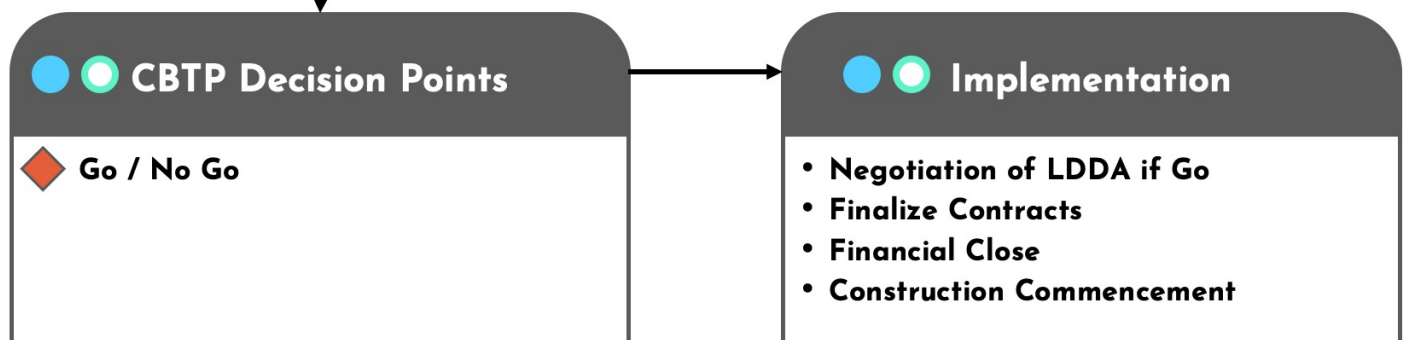 CBTP Decision Points
Go / No Go
Implementation
• Negotiation of LDDA if Go
• Finalize Contracts
• Financial Close
• Construction Commencement